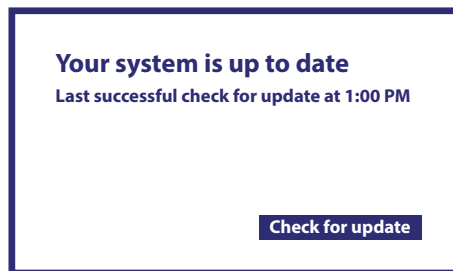 Your system is up to date
Last successful check for update at 1:00 PM
Check for update